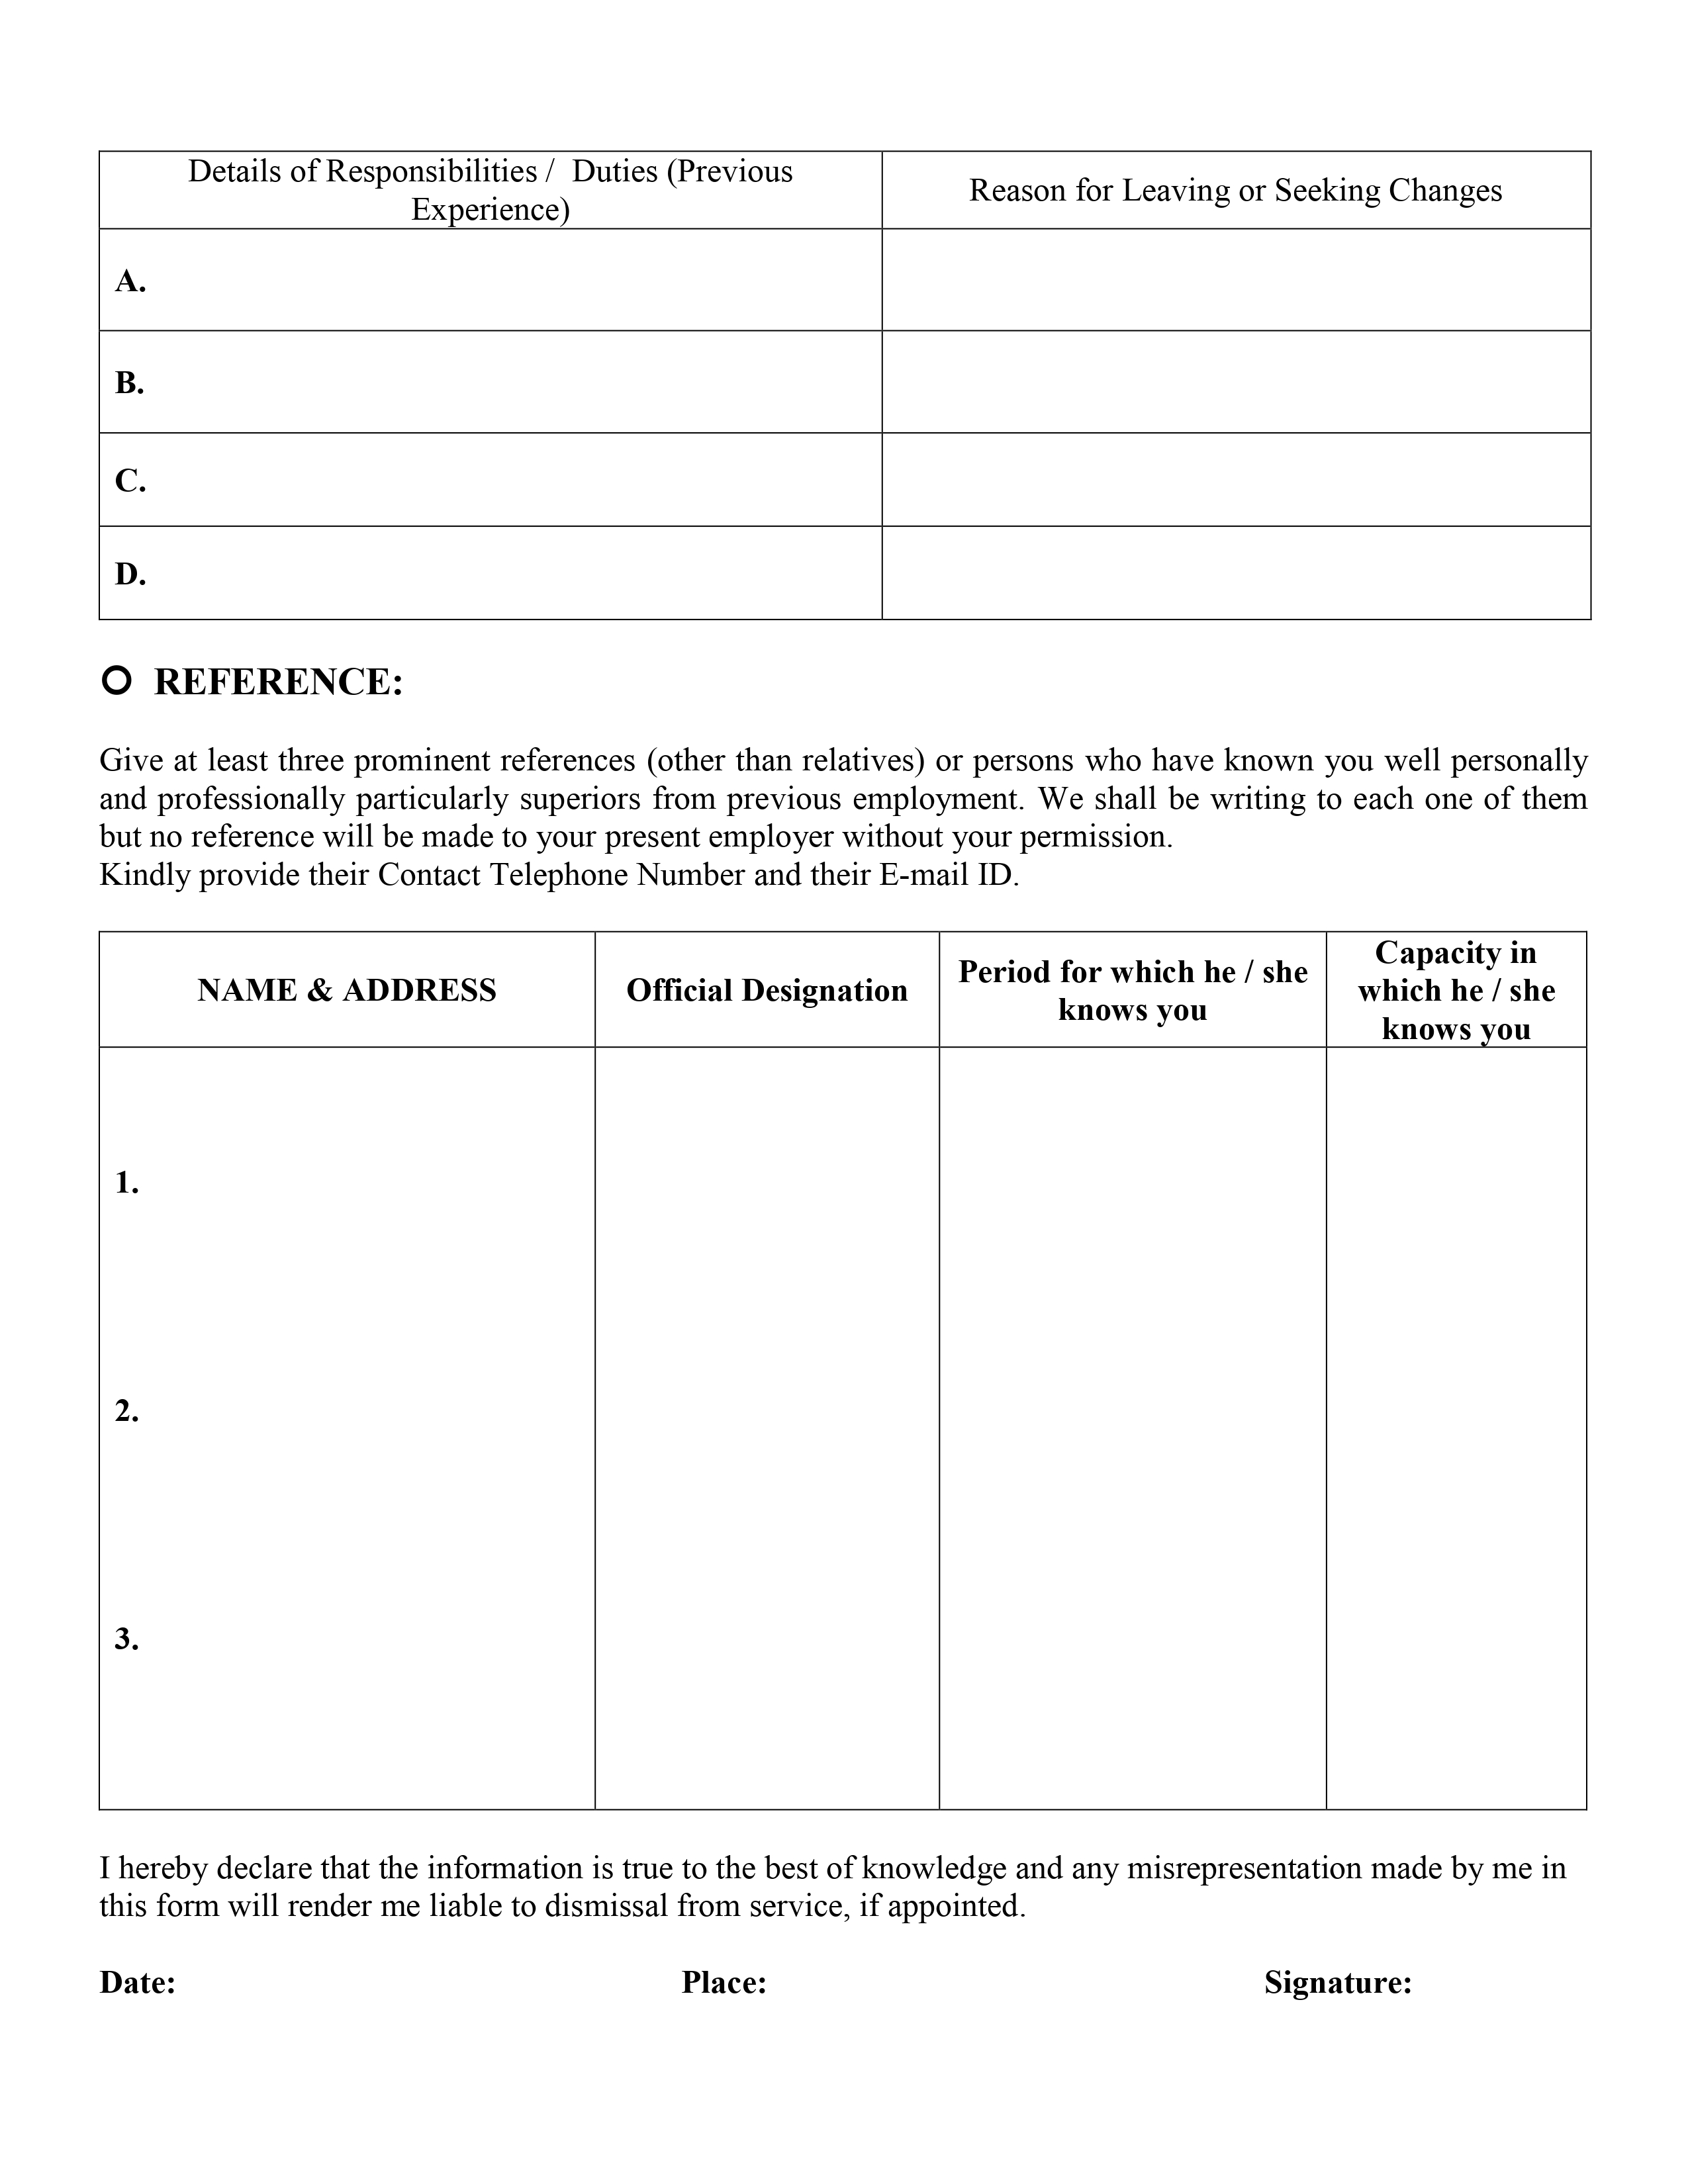 Details of Responsibilities /  Duties (Previous
Experience)
Reason for Leaving or Seeking Changes
A.
B.
C.
D.
REFERENCE:
Give at least three prominent references (other than relatives) or persons who have known you well personally
and professionally particularly superiors from previous employment. We shall be writing to each one of them
but no reference will be made to your present employer without your permission.
Kindly provide their Contact Telephone Number and their E-mail ID.
NAME & ADDRESS
Official Designation
Period for which he / she
knows you
Capacity in
which he / she
knows you
1.
2.
3.
I hereby declare that the information is true to the best of knowledge and any misrepresentation made by me in
this form will render me liable to dismissal from service, if appointed.
Date: Place: Signature: